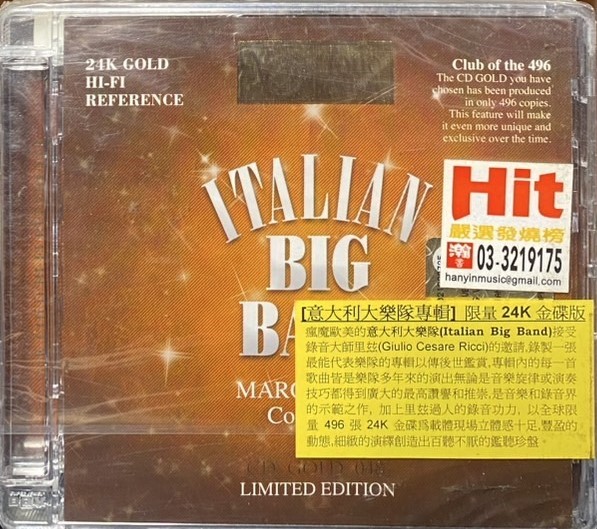 24K GOLD
HI-FI
REFERENCE
Club of the 496
The CD GOLD you have
chosen has been produced
in only 496 copies.
This feature will make
it even more unique and
exclusive over the time.
ITALIAN
BIG
Hit
嚴選發燒榜
03-3219175
hanyinmusic@gmail.com
[意大利大樂隊專輯] 限量 24K 金碟版
瘋魔歐美的意大利大樂隊(Italian Big Band)接受
錄音大師里玆(Giulio Cesare Ricci)的邀請,錄製一張
最能代表樂隊的專輯以傳後世鑑賞,專輯內的每一首
歌曲皆是樂隊多年來的演出無論是音樂旋律或演奏
技巧都得到廣大的最高讚譽和推崇,是音樂和錄音界
的示範之作, 加上里玆過人的錄音功力, 以全球限
量 496 張 24K 金碟爲載體現場立體感十足,豐盈的
動態,細緻的演繹創造出百聽不厭的鑑聽珍盤。
CD GOLD
LIMITED EDITION